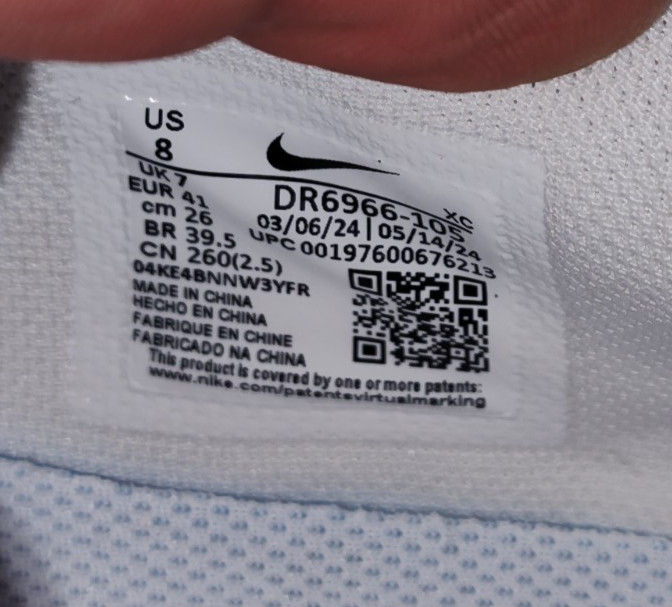 US
8
UK 7
EUR 41
cm 26
BR 39.5
CN 260(2.5)
04KE4BNNW3YFR
XC
DR6966-105
03/06/24 | 05/14/24
UPC 00197600676213
MADE IN CHINA
HECHO EN CHINA
FABRIQUE EN CHINE
FABRICADO NA CHINA
This product is covered by one or more patents:
www.nike.com/patentsvirtualmarking